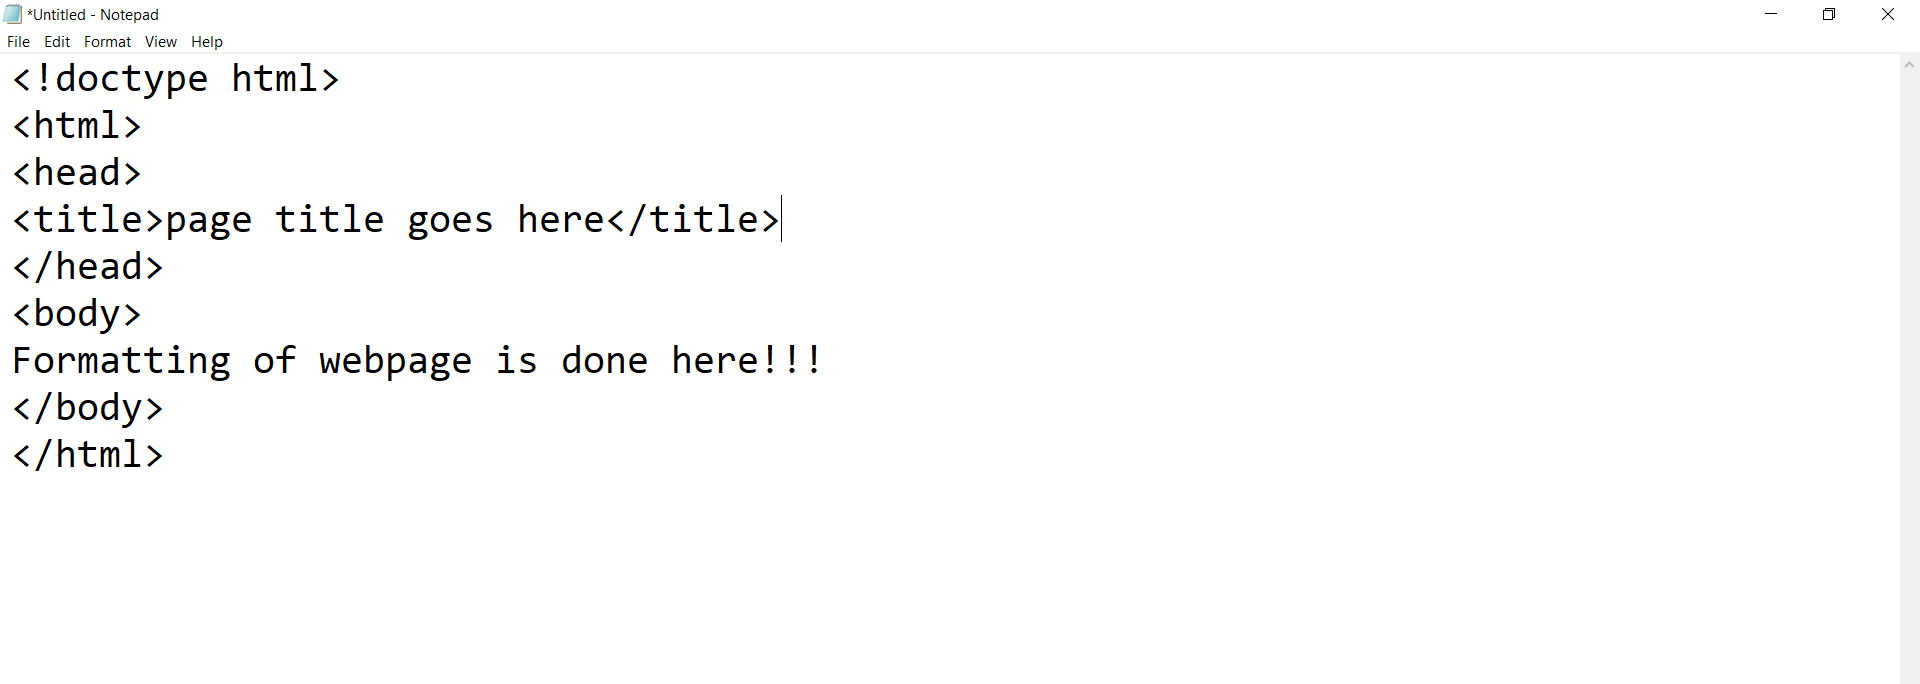 *Untitled - Notepad
File Edit Format View Help
<!doctype html>
<html>
<head>
<title>page title goes here</title>
</head>
<body>
Formatting of webpage is done here!!!
</body>
</html>